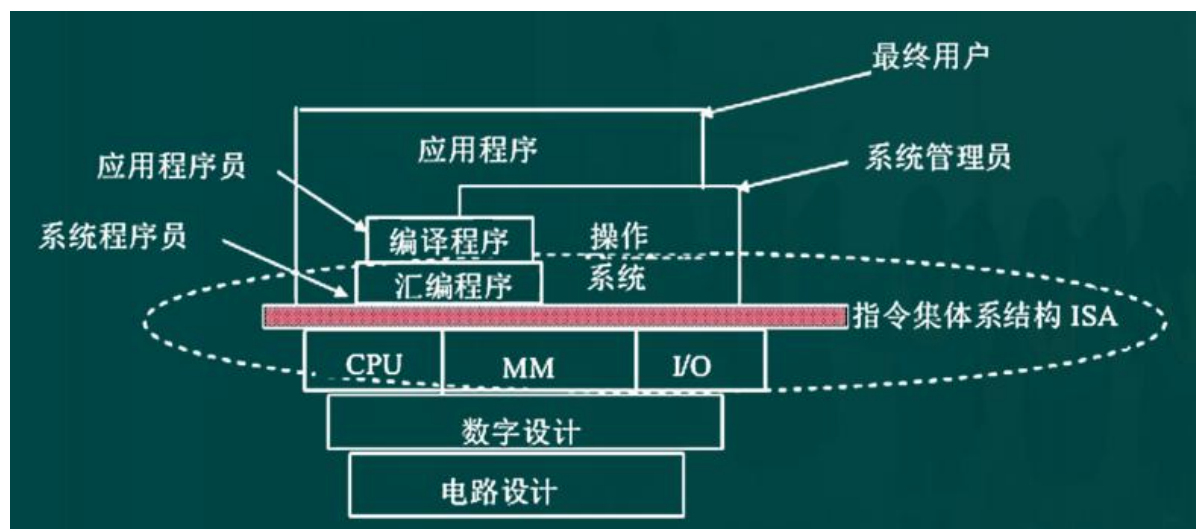 最终用户
应用程序
应用程序员
系统管理员
系统程序员
编译程序
操作
系统
汇编程序
指令集体系结构 ISA
CPU
MM
I/O
数字设计
电路设计